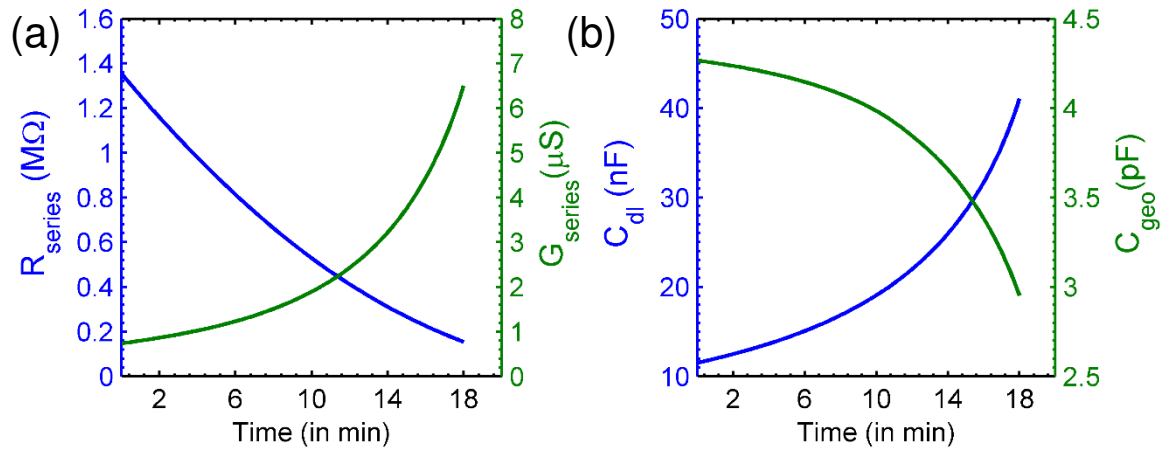 (a)
1.6
1.4
1.2
1
0.8
0.6
0.4
0.2
0
R_series (MΩ)
8
7
6
5
4
3
2
1
0
G_series (μS)
2 6 10 14 18
Time (in min)
(b)
50
40
30
20
10
C_dl (nF)
4.5
4
3.5
3
2.5
C_geo (pF)
2 6 10 14 18
Time (in min)